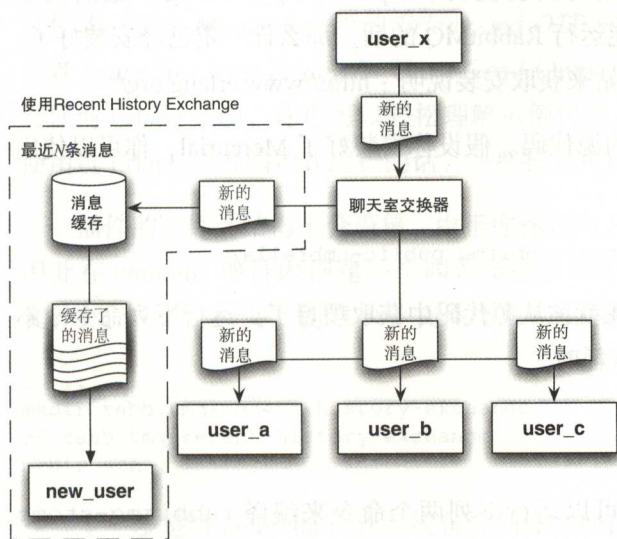 user_x
新的
消息
使用Recent History Exchange
最近N条消息
消息
缓存
新的
消息
聊天室交换器
缓存了
的消息
新的
消息
新的
消息
新的
消息
user_a
user_b
user_c
new_user